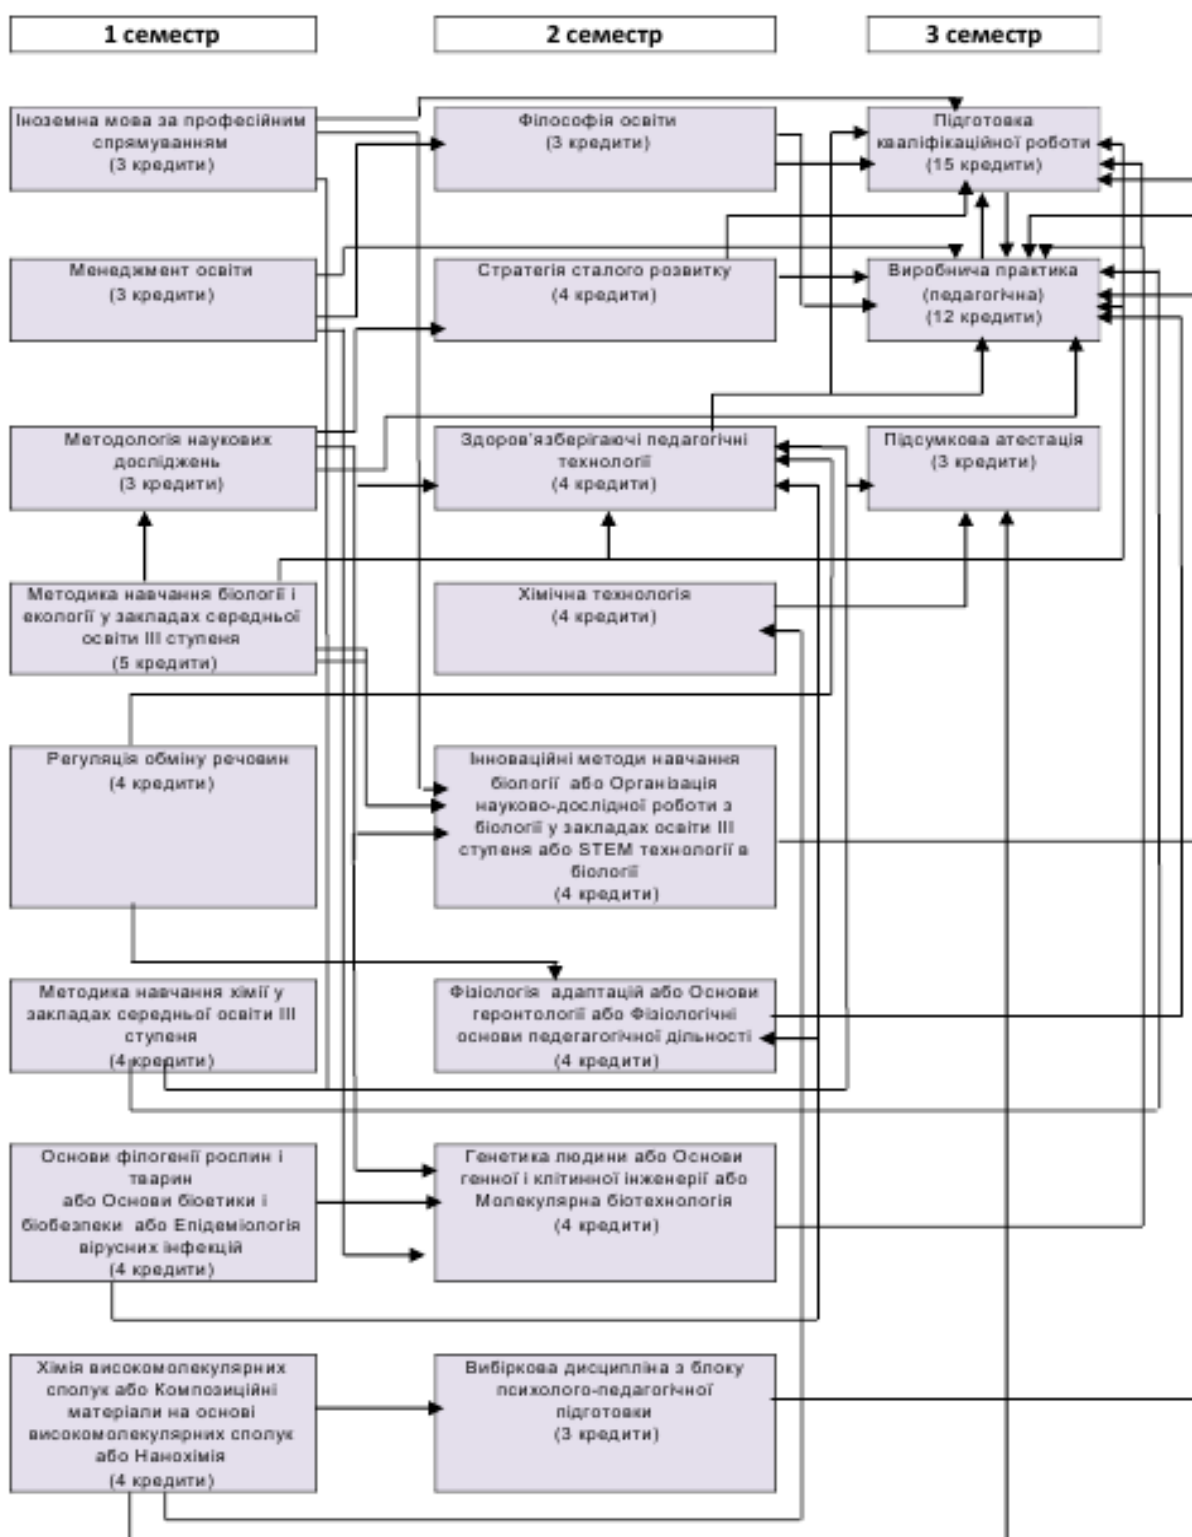 1 семестр
2 семестр
3 семестр
Іноземна мова за професійним
спрямуванням
(3 кредити)
Філософія освіти
(3 кредити)
Підготовка
кваліфікаційної роботи
(15 кредити)
Менеджмент освіти
(3 кредити)
Стратегія сталого розвитку
(4 кредити)
Виробнича практика
(педагогічна)
(12 кредити)
Методологія наукових
досліджень
(3 кредити)
Здоров'язберігаючі педагогічні
технології
(4 кредити)
Підсумкова атестація
(3 кредити)
Методика навчання біології і
екології у закладах середньої
освіти ІІІ ступеня
(5 кредити)
Хімічна технологія
(4 кредити)
Регуляція обміну речовин
(4 кредити)
Інноваційні методи навчання
біології або Організація
науково-дослідної роботи з
біології у закладах освіти ІІІ
ступеня або STEM технології в
біології
(4 кредити)
Методика навчання хімії у
закладах середньої освіти ІІІ
ступеня
(4 кредити)
Фізіологія адаптацій або Основи
геронтології або Фізіологічні
основи педегагогічної дільності
(4 кредити)
Основи філогенії рослин і
тварин
або Основи біоетики і
біобезпеки або Епідеміологія
вірусних інфекцій
(4 кредити)
Генетика людини або Основи
генної і клітинної інженерії або
Молекулярна біотехнологія
(4 кредити)
Хімія високомолекулярних
сполук або Композиційні
матеріали на основі
високомолекулярних сполук
або Нанохімія
(4 кредити)
Вибіркова дисципліна з блоку
психолого-педагогічної
підготовки
(3 кредити)